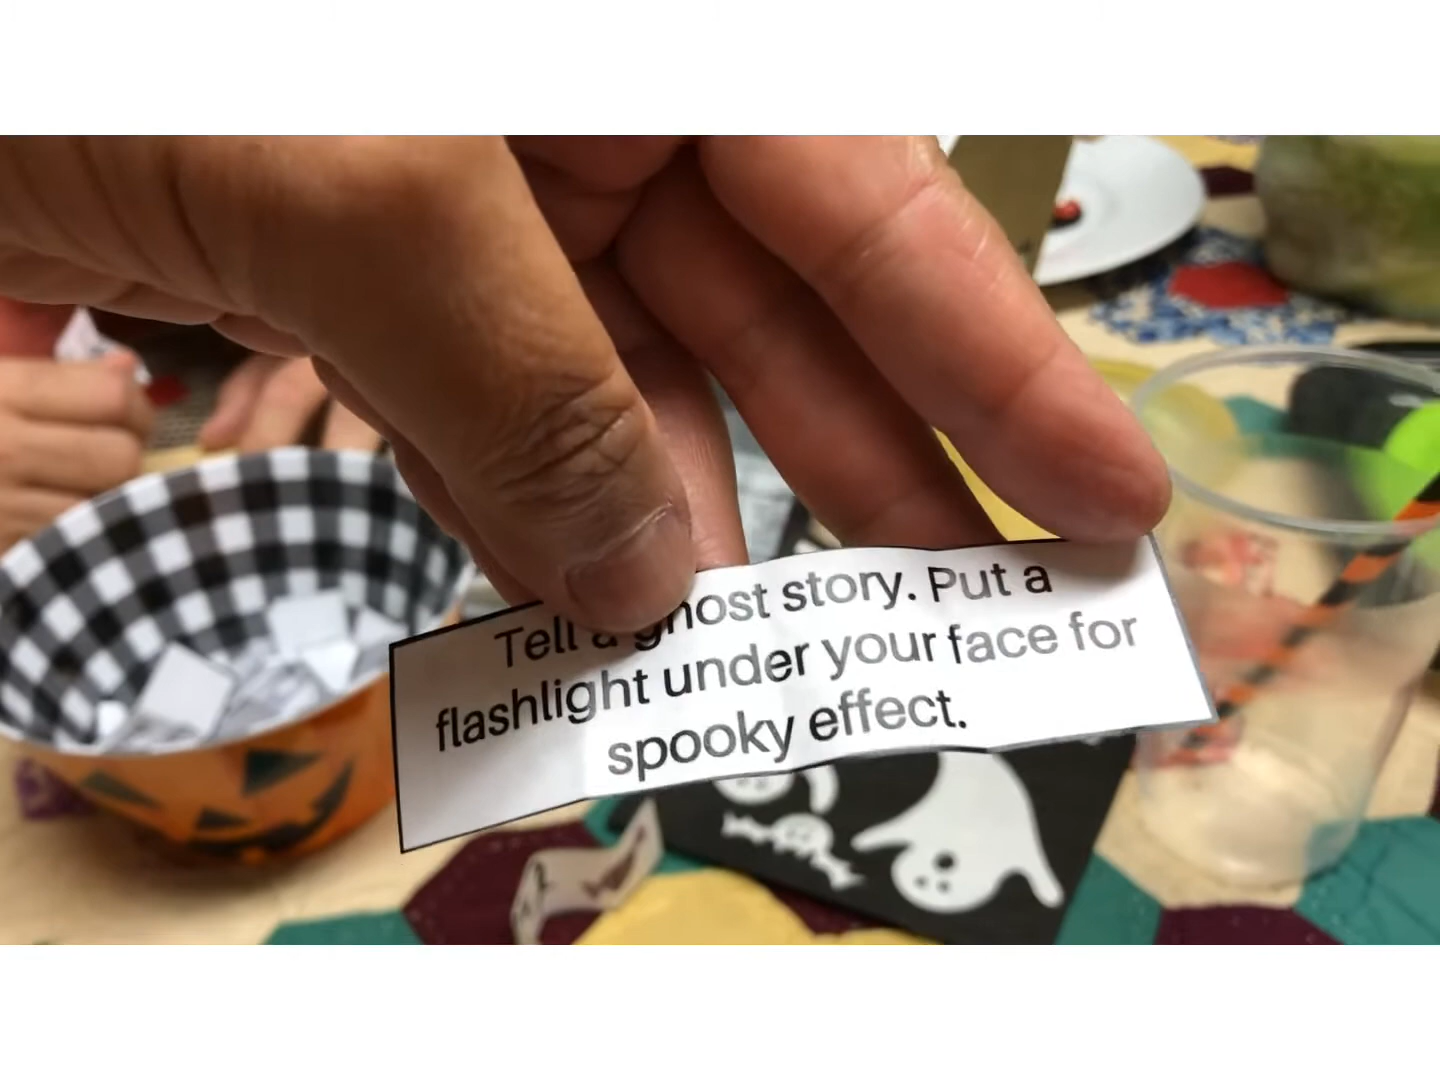 Tell a ghost story. Put a
flashlight under your face for
spooky effect.